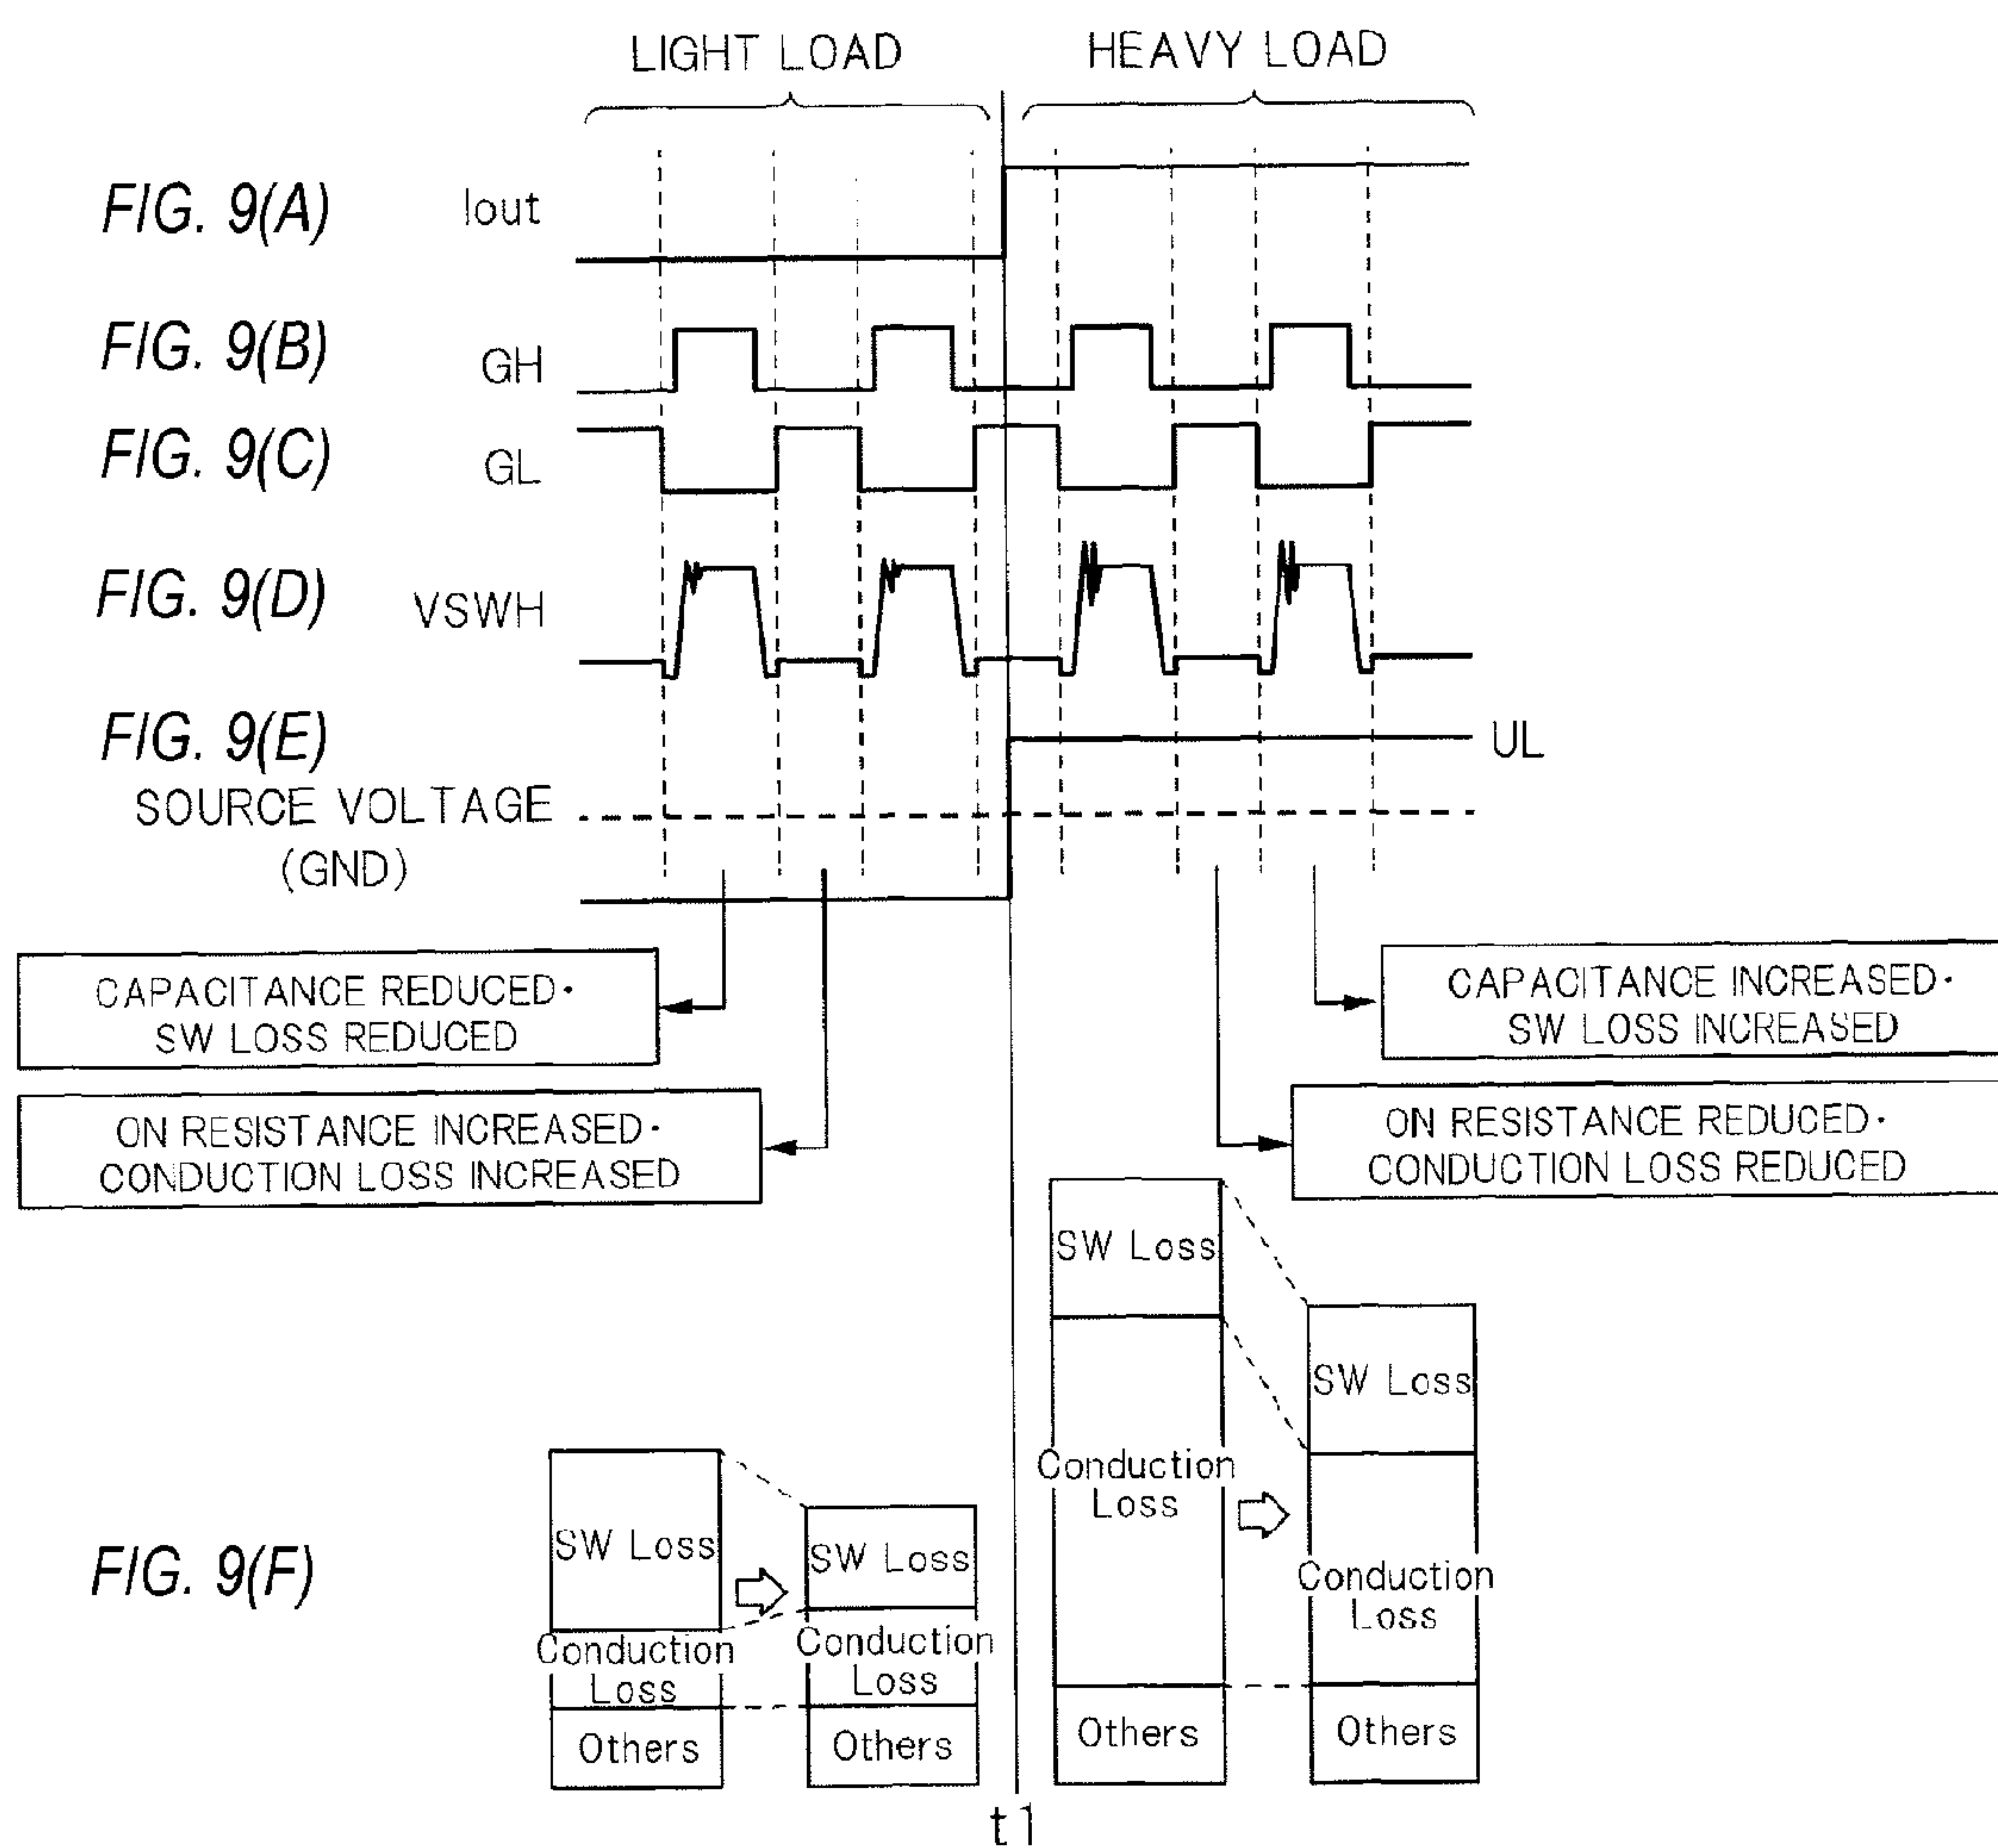 LIGHT LOAD
HEAVY LOAD
FIG. 9(A)
Iout
FIG. 9(B)
GH
FIG. 9(C)
GL
FIG. 9(D)
VSWH
FIG. 9(E)
UL
SOURCE VOLTAGE
(GND)
CAPACITANCE REDUCED・
SW LOSS REDUCED
CAPACITANCE INCREASED・
SW LOSS INCREASED
ON RESISTANCE INCREASED・
CONDUCTION LOSS INCREASED
ON RESISTANCE REDUCED・
CONDUCTION LOSS REDUCED
FIG. 9(F)
SW Loss
Conduction
Loss
Others
SW Loss
Conduction
Loss
Others
SW Loss
Conduction
Loss
Others
SW Loss
Conduction
Loss
Others
t1